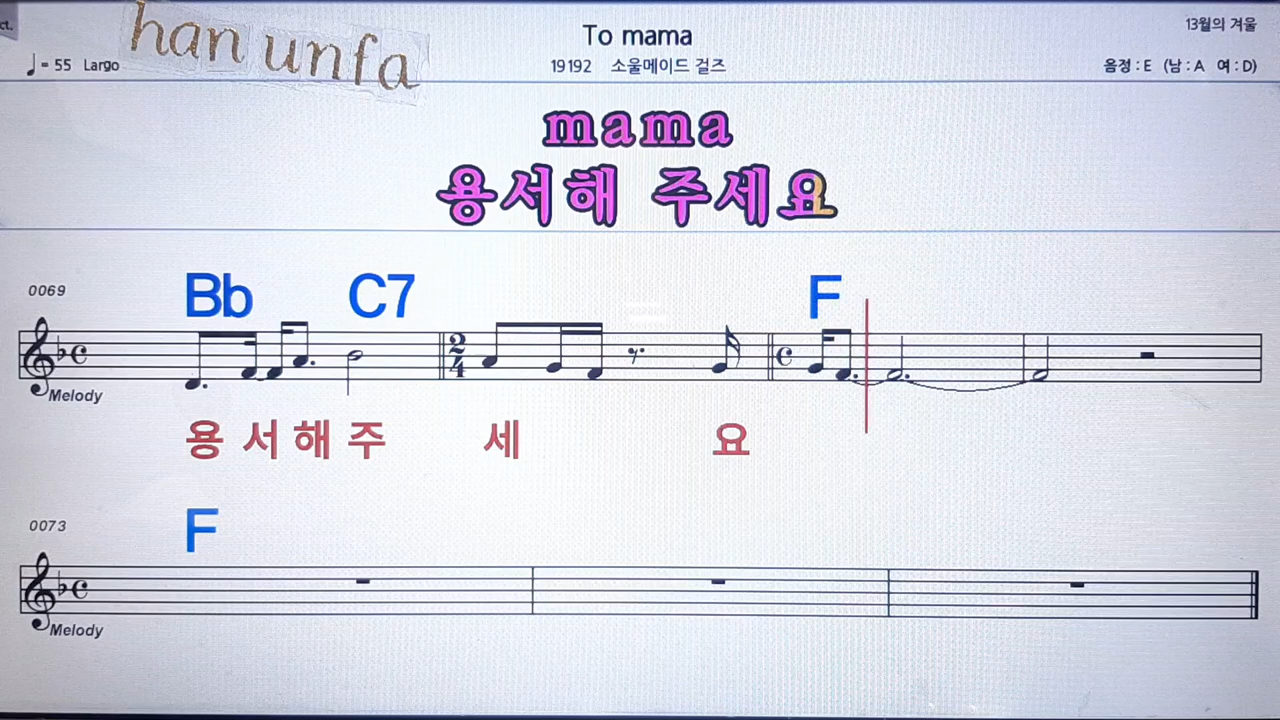 ct.
han unfa
To mama
13월의 겨울
= 55 Largo
19192 소울메이드 걸즈
음정 : E (남 : A 여 : D)
mama
용서해 주세요
0069
Bb C7 F
2
4
Melody
용 서 해 주 세 요
0073
F
Melody